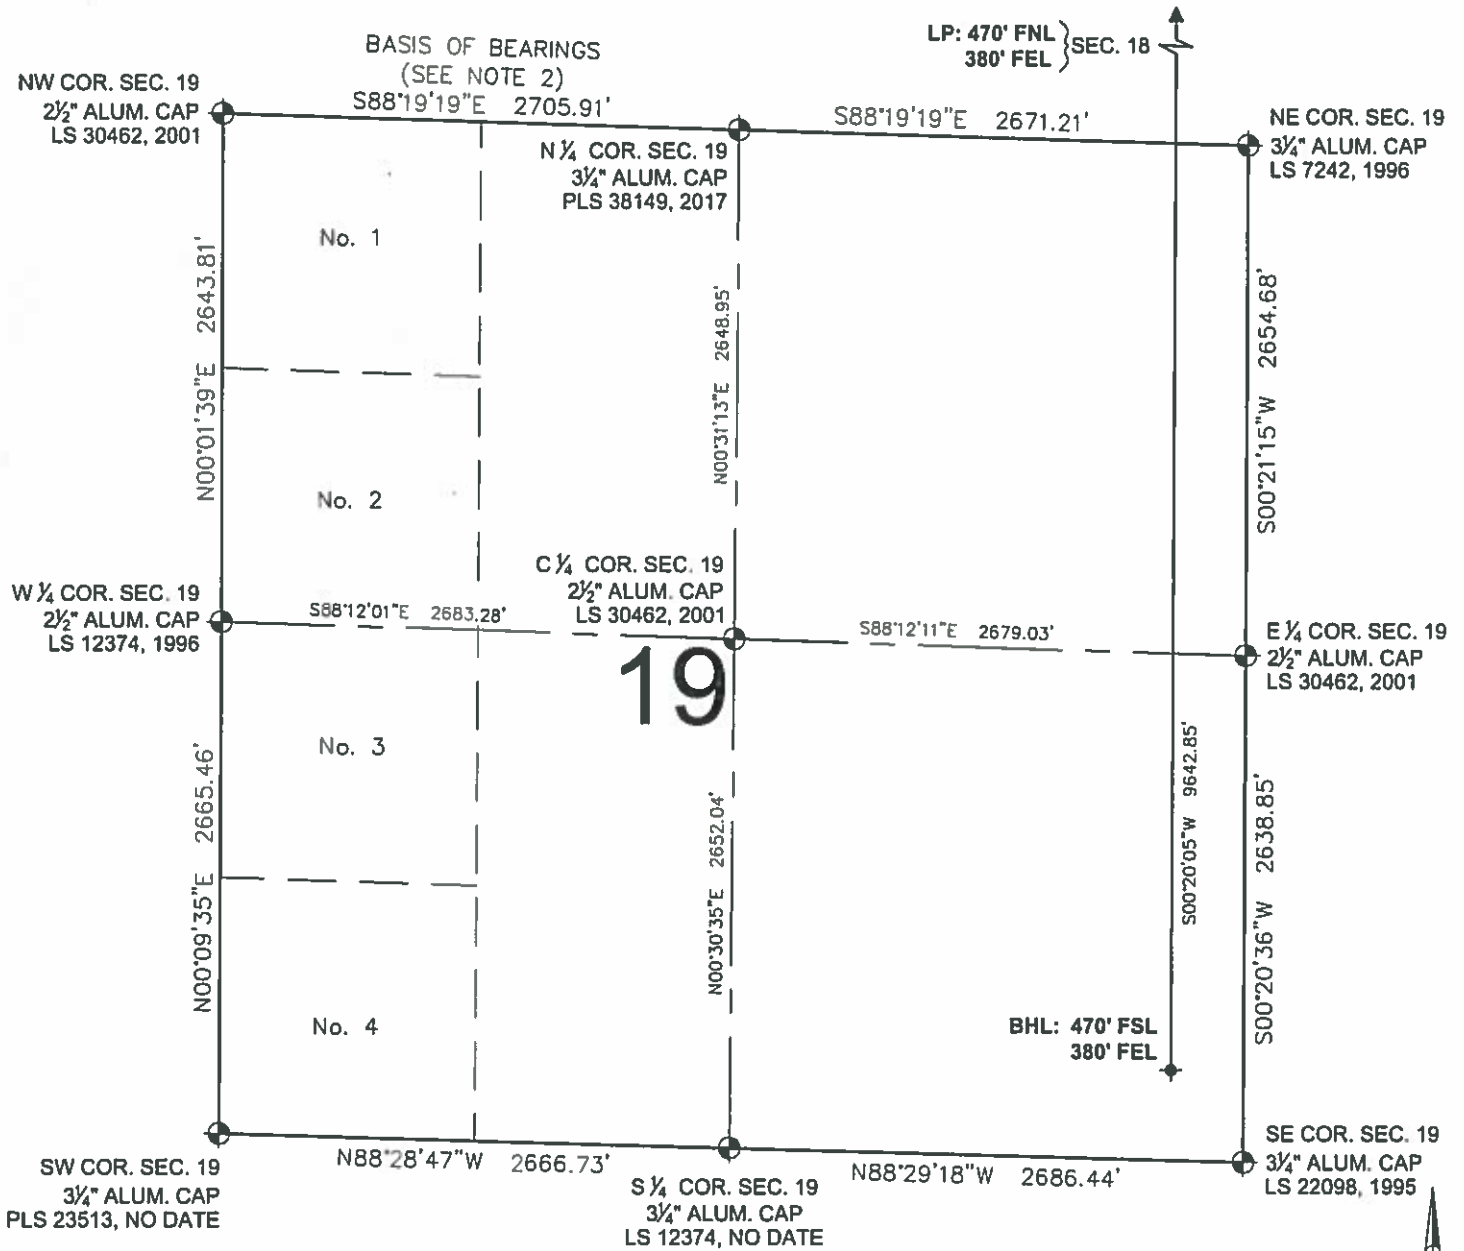 LP: 470' FNL
380' FEL
SEC. 18
BASIS OF BEARINGS
(SEE NOTE 2)
S88°19'19"E 2705.91'
S88°19'19"E 2671.21'
NW COR. SEC. 19
2½" ALUM. CAP
LS 30462, 2001
N ¼ COR. SEC. 19
3¼" ALUM. CAP
PLS 38149, 2017
NE COR. SEC. 19
3¼" ALUM. CAP
LS 7242, 1996
No. 1
N00°01'39"E 2643.81'
N00°31'13"E 2648.95'
S00°21'15"W 2654.68'
No. 2
W ¼ COR. SEC. 19
2½" ALUM. CAP
LS 12374, 1996
S88°12'01"E 2683.28'
C ¼ COR. SEC. 19
2½" ALUM. CAP
LS 30462, 2001
S88°12'11"E 2679.03'
E ¼ COR. SEC. 19
2½" ALUM. CAP
LS 30462, 2001
19
No. 3
N00°09'35"E 2665.46'
N00°30'35"E 2652.04'
S00°20'05"W 9642.85'
S00°20'36"W 2638.85'
No. 4
BHL: 470' FSL
380' FEL
SW COR. SEC. 19
3¼" ALUM. CAP
PLS 23513, NO DATE
N88°28'47"W 2666.73'
S ¼ COR. SEC. 19
3¼" ALUM. CAP
LS 12374, NO DATE
N88°29'18"W 2686.44'
SE COR. SEC. 19
3¼" ALUM. CAP
LS 22098, 1995